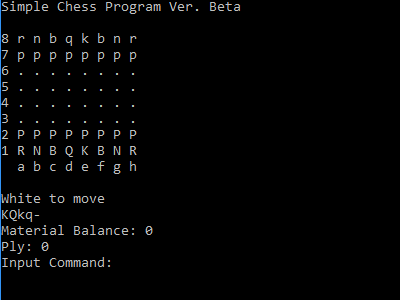 Simple Chess Program Ver. Beta
8 r n b q k b n r
7 p p p p p p p p
6 . . . . . . . .
5 . . . . . . . .
4 . . . . . . . .
3 . . . . . . . .
2 P P P P P P P P
1 R N B Q K B N R
a b c d e f g h
White to move
KQkq-
Material Balance: 0
Ply: 0
Input Command: